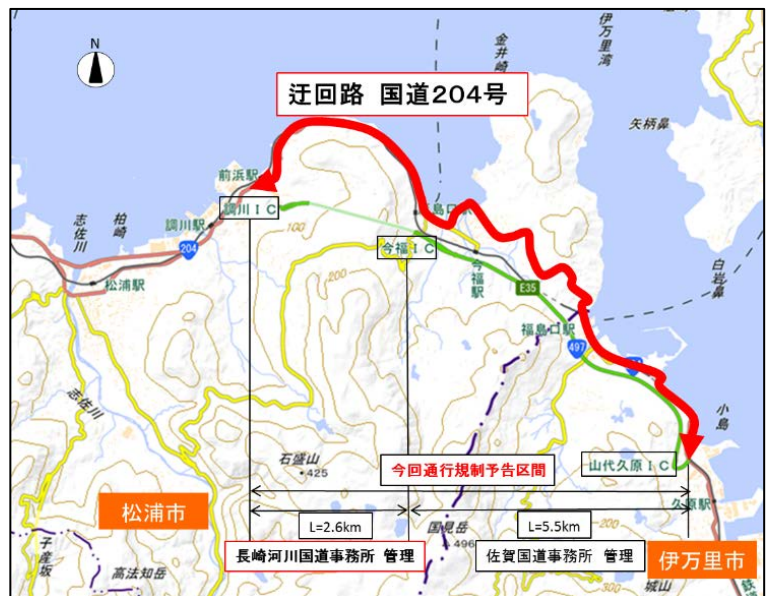 N
迂回路 国道204号
金井崎
伊万里湾
矢柄鼻
前浜駅
調川IC
鷹島口駅
志佐川
柏崎
調川駅
204
100
今福IC
今福駅
白岩鼻
松浦駅
200
E35
福島口駅
497
志佐川
石盛山
・425
小島
今回通行規制予告区間
山代久原IC
久原駅
松浦市
L=2.6km
国見岳
496
L=5.5km
長崎河川国道事務所 管理
佐賀国道事務所 管理
伊万里市
子産坂
高法知岳
300
城山
鉄道